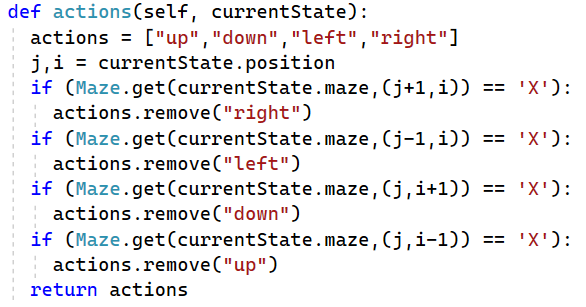 def actions(self, currentState):
  actions = ["up","down","left","right"]
  j,i = currentState.position
  if (Maze.get(currentState.maze,(j+1,i)) == 'X'):
    actions.remove("right")
  if (Maze.get(currentState.maze,(j-1,i)) == 'X'):
    actions.remove("left")
  if (Maze.get(currentState.maze,(j,i+1)) == 'X'):
    actions.remove("down")
  if (Maze.get(currentState.maze,(j,i-1)) == 'X'):
    actions.remove("up")
  return actions